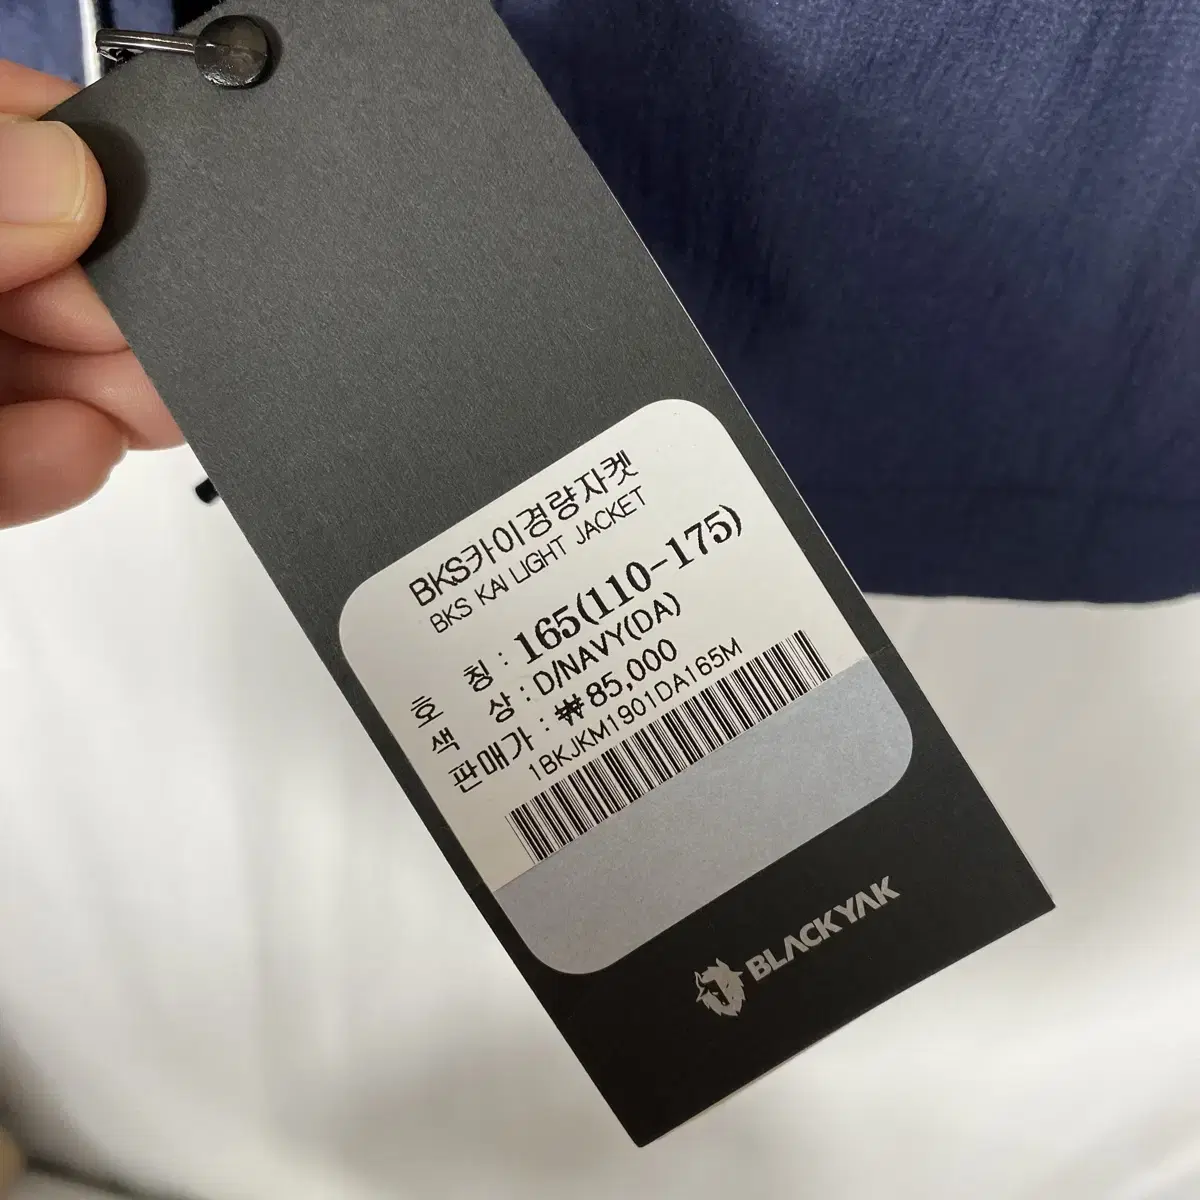 BKS카이경량자켓
BKS KAI LIGHT JACKET
호 칭 : 165(110-175)
색 상 : D/NAVY(DA)
판매가 : ₩85,000
1BKJKM1901DA165M
BLACKYAK